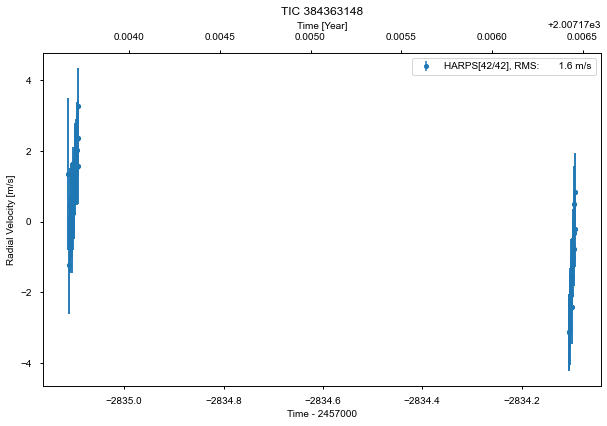 TIC 384363148
Time [Year]
+2.00717e3
0.0040 0.0045 0.0050 0.0055 0.0060 0.0065
HARPS[42/42], RMS: 1.6 m/s
Radial Velocity [m/s]
4
2
0
−2
−4
−2835.0 −2834.8 −2834.6 −2834.4 −2834.2
Time - 2457000